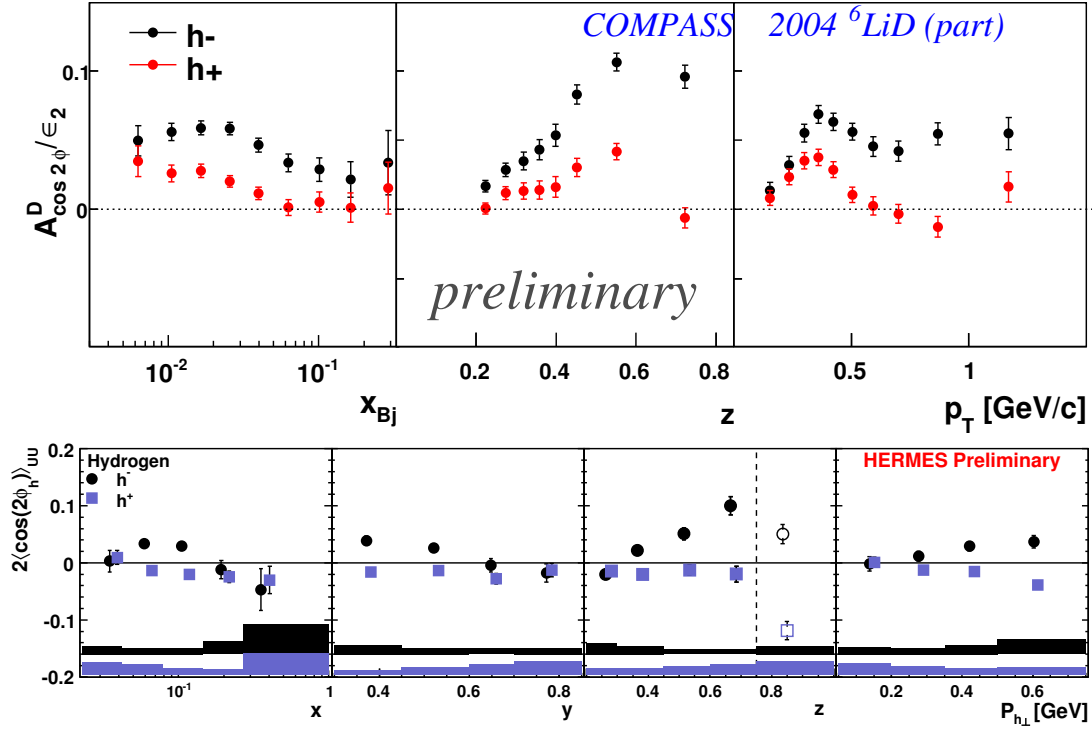 COMPASS 2004 ⁶LiD (part)
h-
h+
A^D_cos 2 φ/ϵ_2
0.1
0
preliminary
10⁻² 10⁻¹ 0.2 0.4 0.6 0.8 0.5 1
x_Bj z p_T [GeV/c]
2⟨cos(2φ_h)⟩_UU
0.2
0.1
0
-0.1
-0.2
Hydrogen
h⁻
h⁺
HERMES Preliminary
10⁻¹ 1 0.4 0.6 0.8 0.4 0.6 0.8 1 0.2 0.4 0.6
x y z P_h⊥ [GeV]